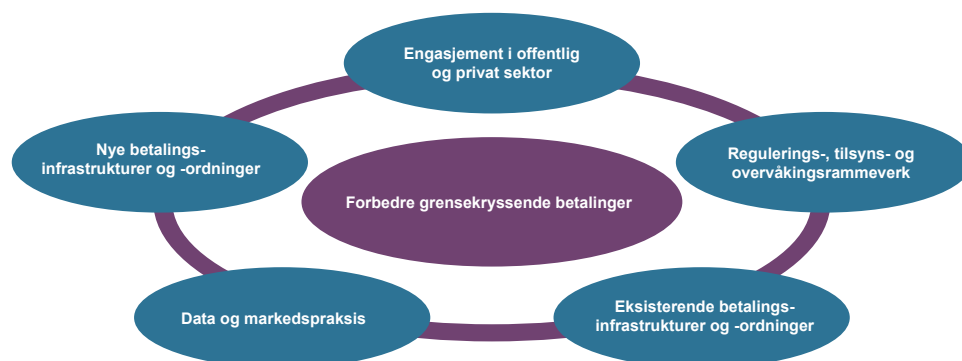 Engasjement i offentlig
og privat sektor
Nye betalings-
infrastrukturer og -ordninger
Regulerings-, tilsyns- og
overvåkingsrammeverk
Forbedre grensekryssende betalinger
Data og markedspraksis
Eksisterende betalings-
infrastrukturer og -ordninger